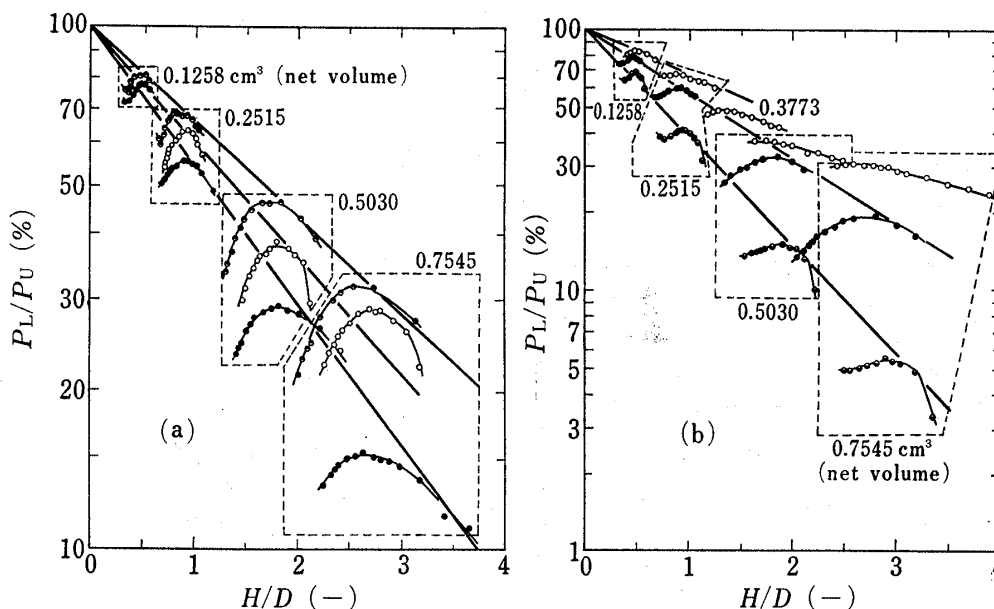 100
70
50
30
20
10
P_L/P_U (%)
0.1258 cm³ (net volume)
0.2515
0.5030
0.7545
(a)
0 1 2 3 4
H/D (—)
100
70
50
30
10
7
5
3
1
P_L/P_U (%)
0.3773
0.1258
0.2515
0.5030
0.7545 cm³
(net volume)
(b)
0 1 2 3
H/D (—)